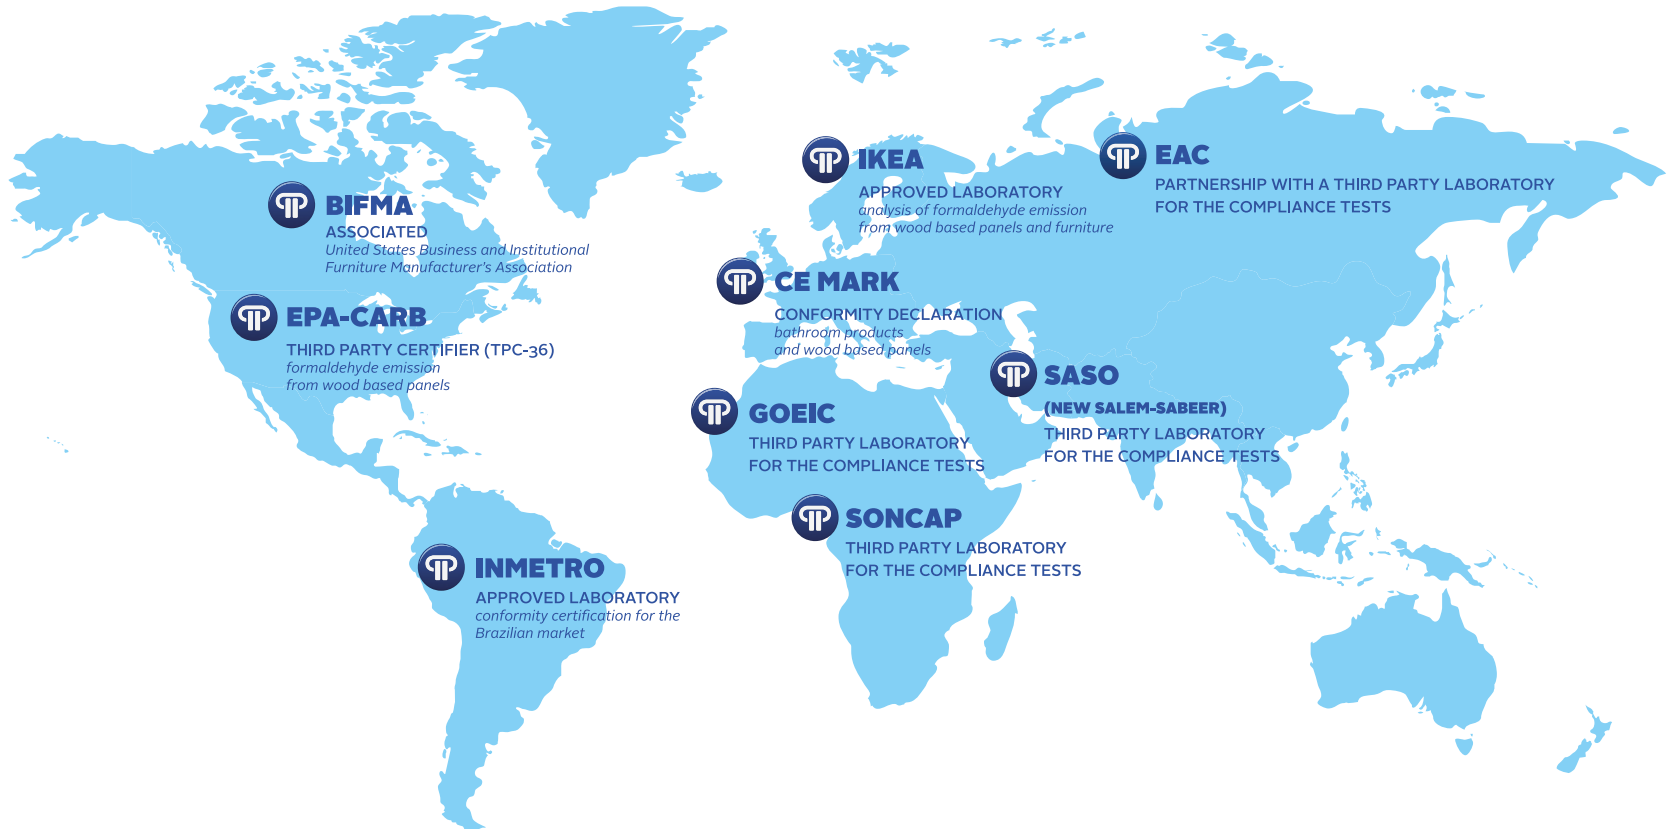 IKEA
APPROVED LABORATORY
analysis of formaldehyde emission
from wood based panels and furniture
EAC
PARTNERSHIP WITH A THIRD PARTY LABORATORY
FOR THE COMPLIANCE TESTS
BIFMA
ASSOCIATED
United States Business and Institutional
Furniture Manufacturer's Association
CE MARK
CONFORMITY DECLARATION
bathroom products
and wood based panels
EPA-CARB
THIRD PARTY CERTIFIER (TPC-36)
formaldehyde emission
from wood based panels
SASO
(NEW SALEM-SABEER)
THIRD PARTY LABORATORY
FOR THE COMPLIANCE TESTS
GOEIC
THIRD PARTY LABORATORY
FOR THE COMPLIANCE TESTS
SONCAP
THIRD PARTY LABORATORY
FOR THE COMPLIANCE TESTS
INMETRO
APPROVED LABORATORY
conformity certification for the
Brazilian market